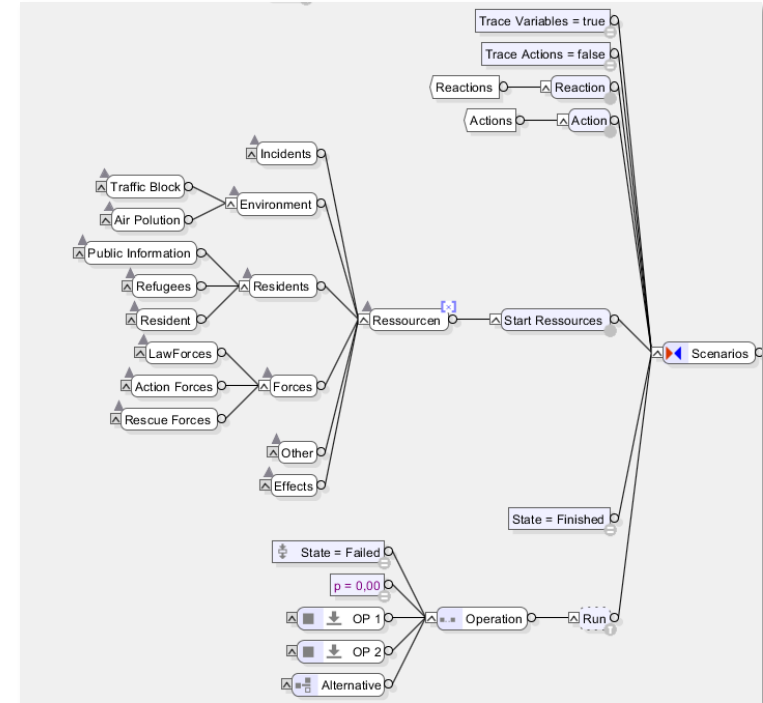 Trace Variables = true
Trace Actions = false
Reactions
Reaction
Actions
Action
Incidents
Traffic Block
Environment
Air Polution
Public Information
Refugees
Residents
Resident
Ressourcen
[x]
Start Ressources
LawForces
Scenarios
Action Forces
Forces
Rescue Forces
Other
Effects
State = Finished
State = Failed
p = 0,00
OP 1
Operation
Run
OP 2
Alternative